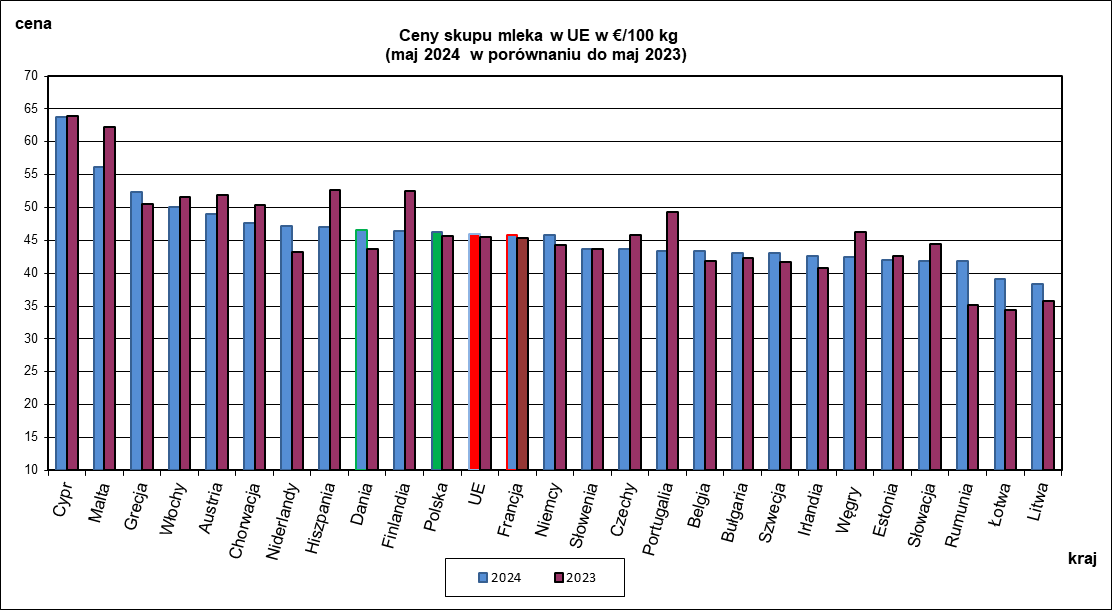 cena
Ceny skupu mleka w UE w €/100 kg
(maj 2024 w porównaniu do maj 2023)
70
65
60
55
50
45
40
35
30
25
20
15
10
Cypr
Malta
Grecja
Włochy
Austria
Chorwacja
Niderlandy
Hiszpania
Dania
Finlandia
Polska
UE
Francja
Niemcy
Słowenia
Czechy
Portugalia
Belgia
Bułgaria
Szwecja
Irlandia
Węgry
Estonia
Słowacja
Rumunia
Łotwa
Litwa
kraj
2024 2023